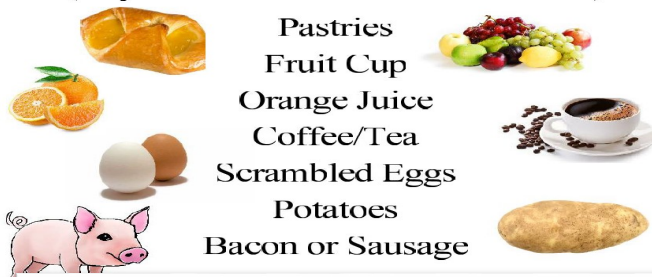 Pastries
Fruit Cup
Orange Juice
Coffee/Tea
Scrambled Eggs
Potatoes
Bacon or Sausage